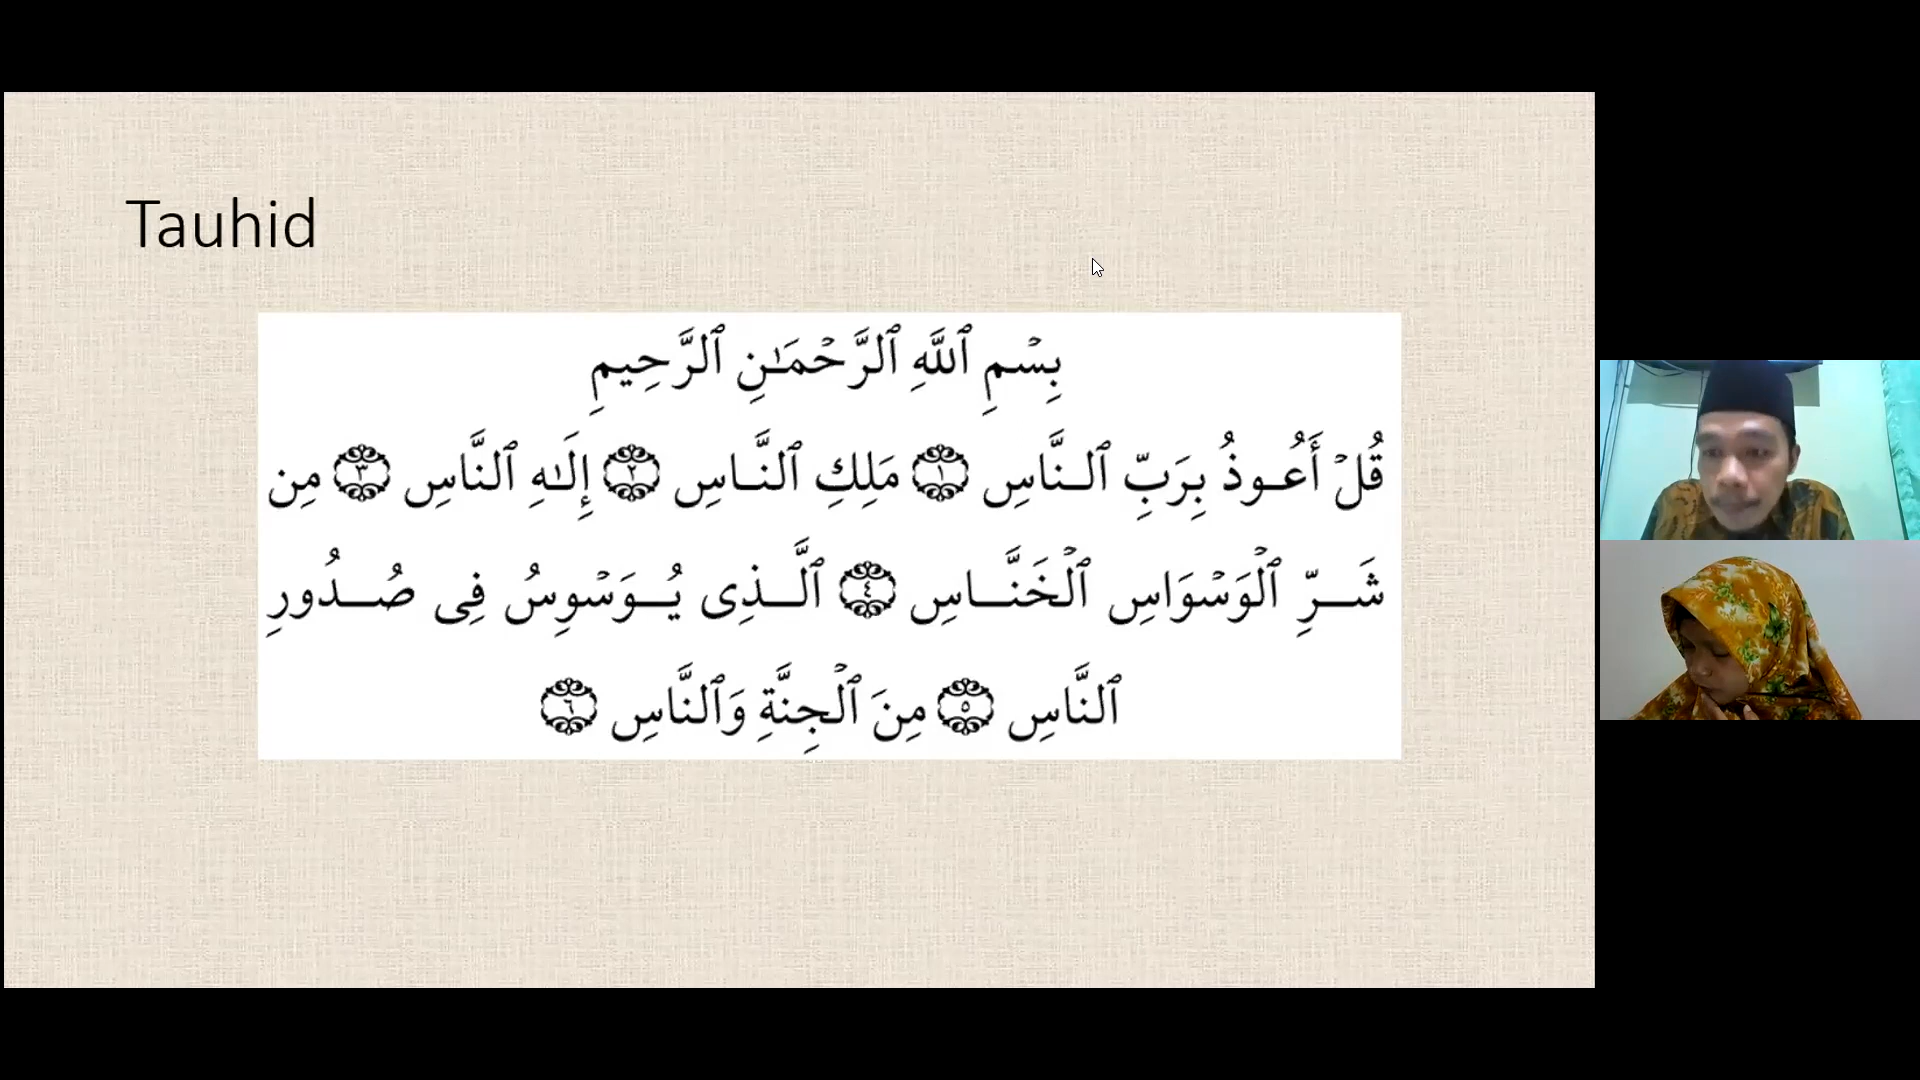 Tauhid
بِسۡمِ ٱللَّهِ ٱلرَّحۡمَـٰنِ ٱلرَّحِیمِ
قُلۡ أَعُوذُ بِرَبِّ ٱلنَّاسِ ۝١ مَلِكِ ٱلنَّاسِ ۝٢ إِلَـٰهِ ٱلنَّاسِ ۝٣ مِن
شَرِّ ٱلۡوَسۡوَاسِ ٱلۡخَنَّاسِ ۝٤ ٱلَّذِی یُوَسۡوِسُ فِی صُدُورِ
ٱلنَّاسِ ۝٥ مِنَ ٱلۡجِنَّةِ وَٱلنَّاسِ ۝٦